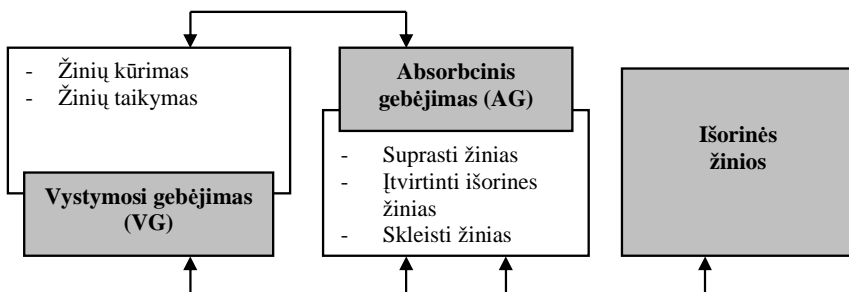 - Žinių kūrimas
- Žinių taikymas
Vystymosi gebėjimas
(VG)
Absorbcinis
gebėjimas (AG)
- Suprasti žinias
- Įtvirtinti išorines
žinias
- Skleisti žinias
Išorinės
žinios